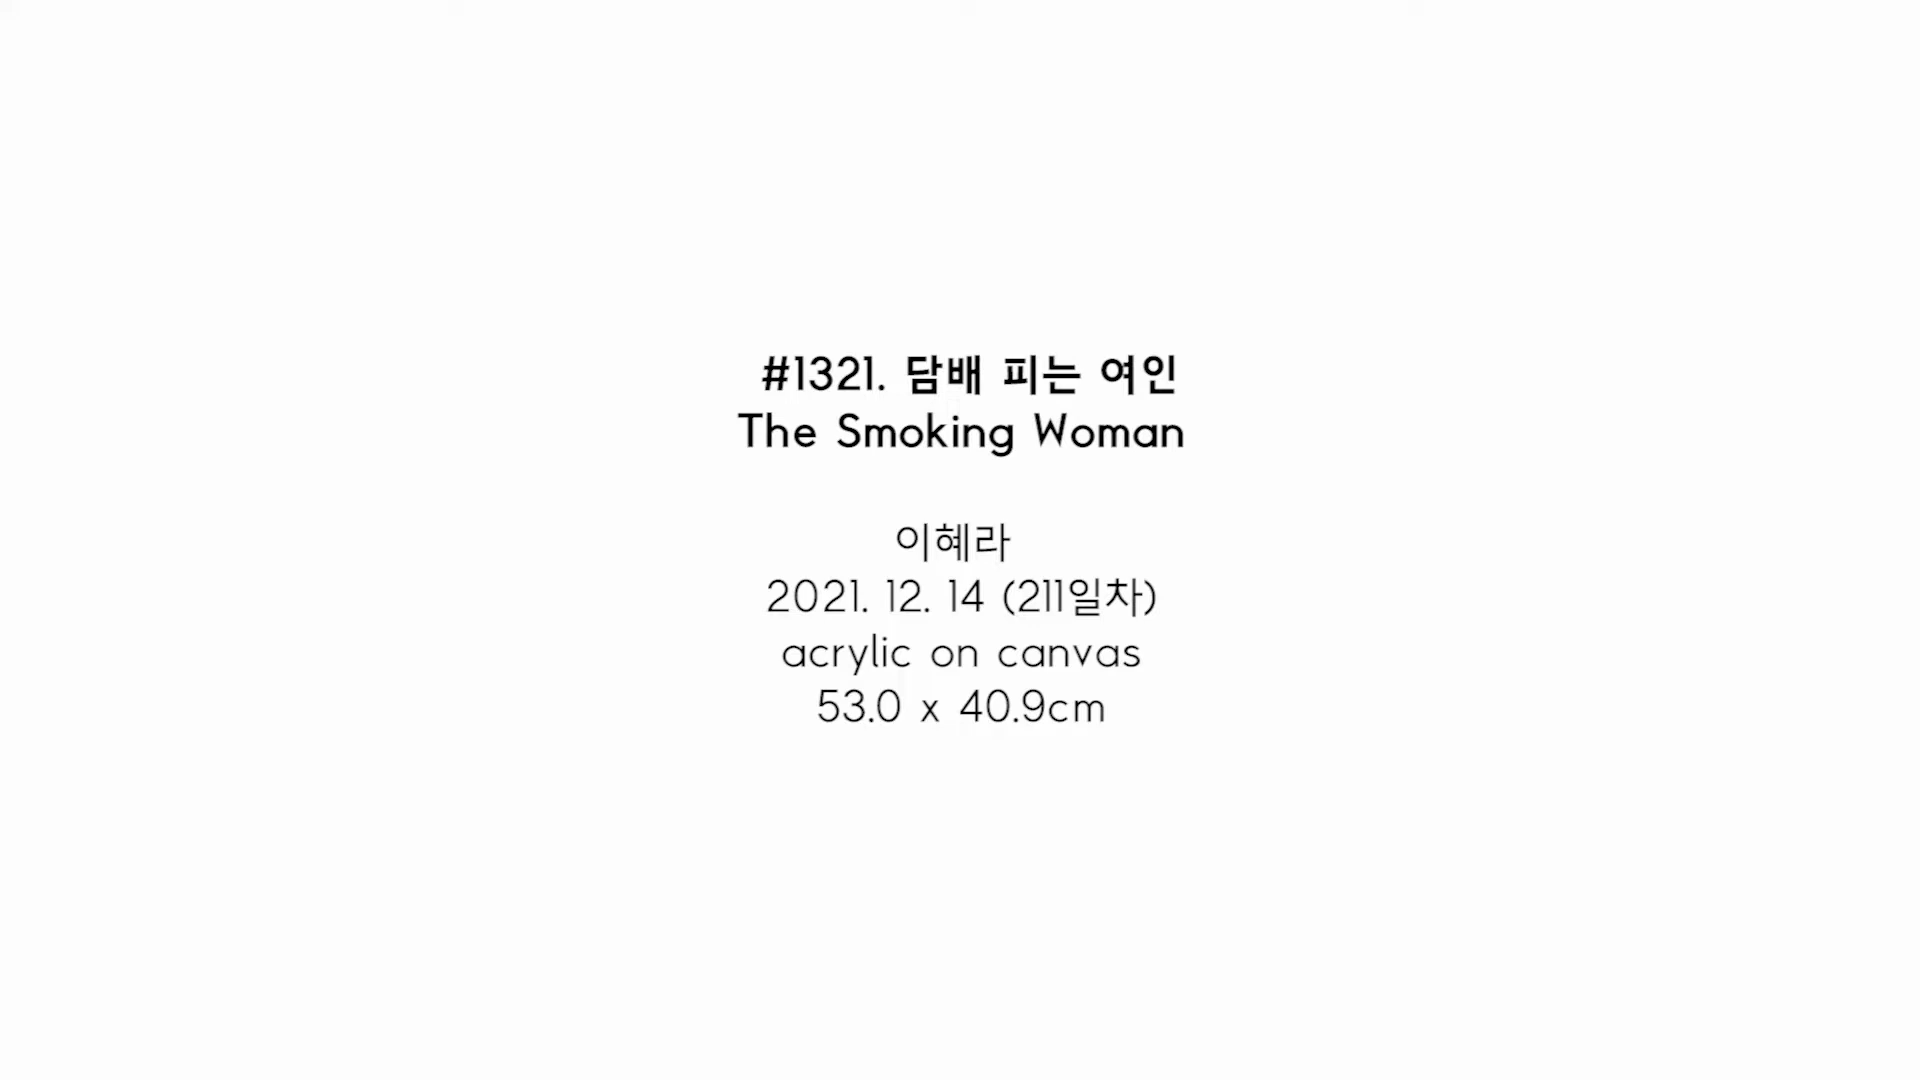 #1321. 담배 피는 여인
The Smoking Woman
이혜라
2021. 12. 14 (211일차)
acrylic on canvas
53.0 x 40.9cm